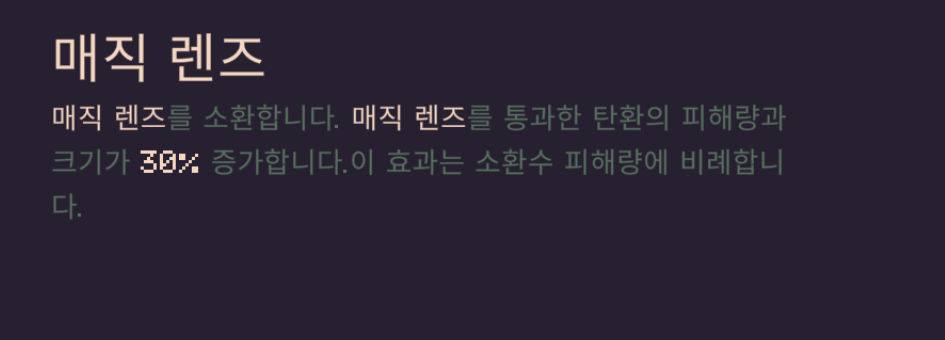 매직 렌즈
매직 렌즈를 소환합니다. 매직 렌즈를 통과한 탄환의 피해량과
크기가 30% 증가합니다.이 효과는 소환수 피해량에 비례합니
다.